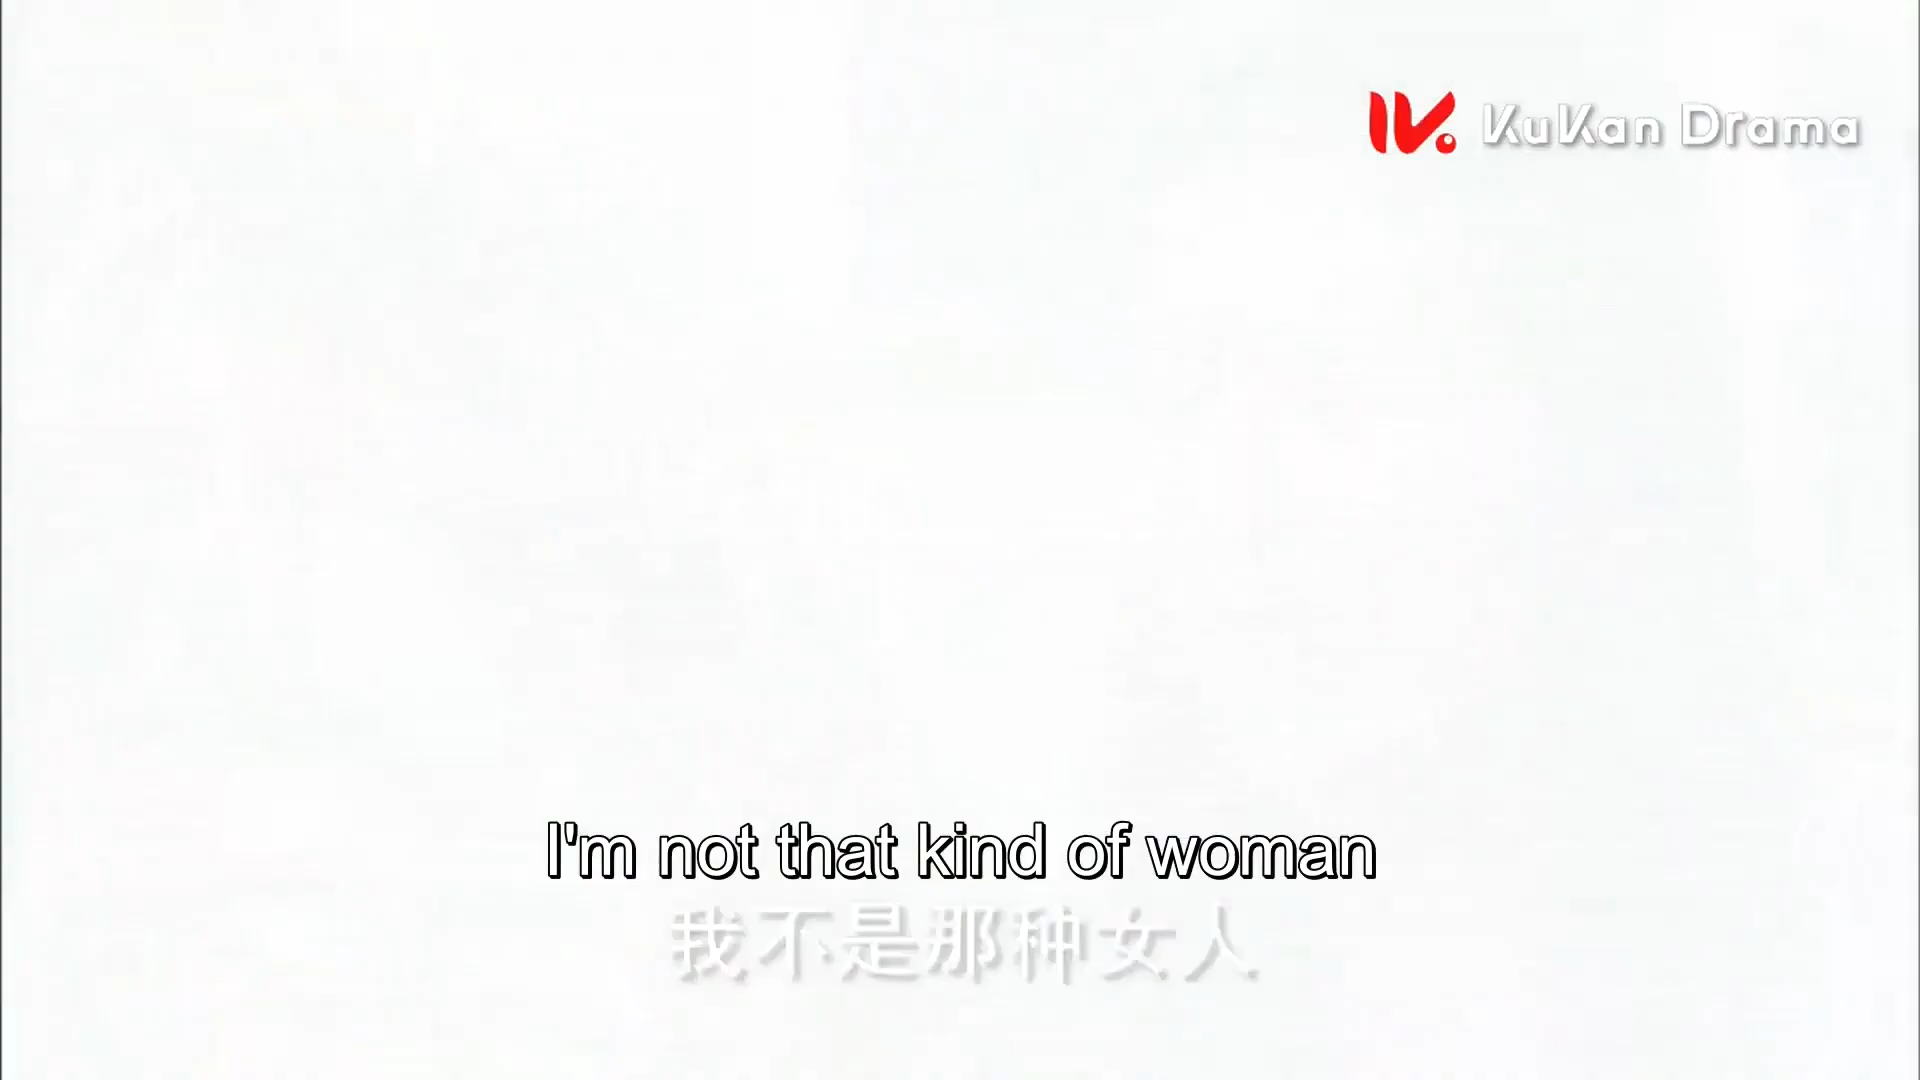 KuKan Drama
I'm not that kind of woman
我不是那种女人